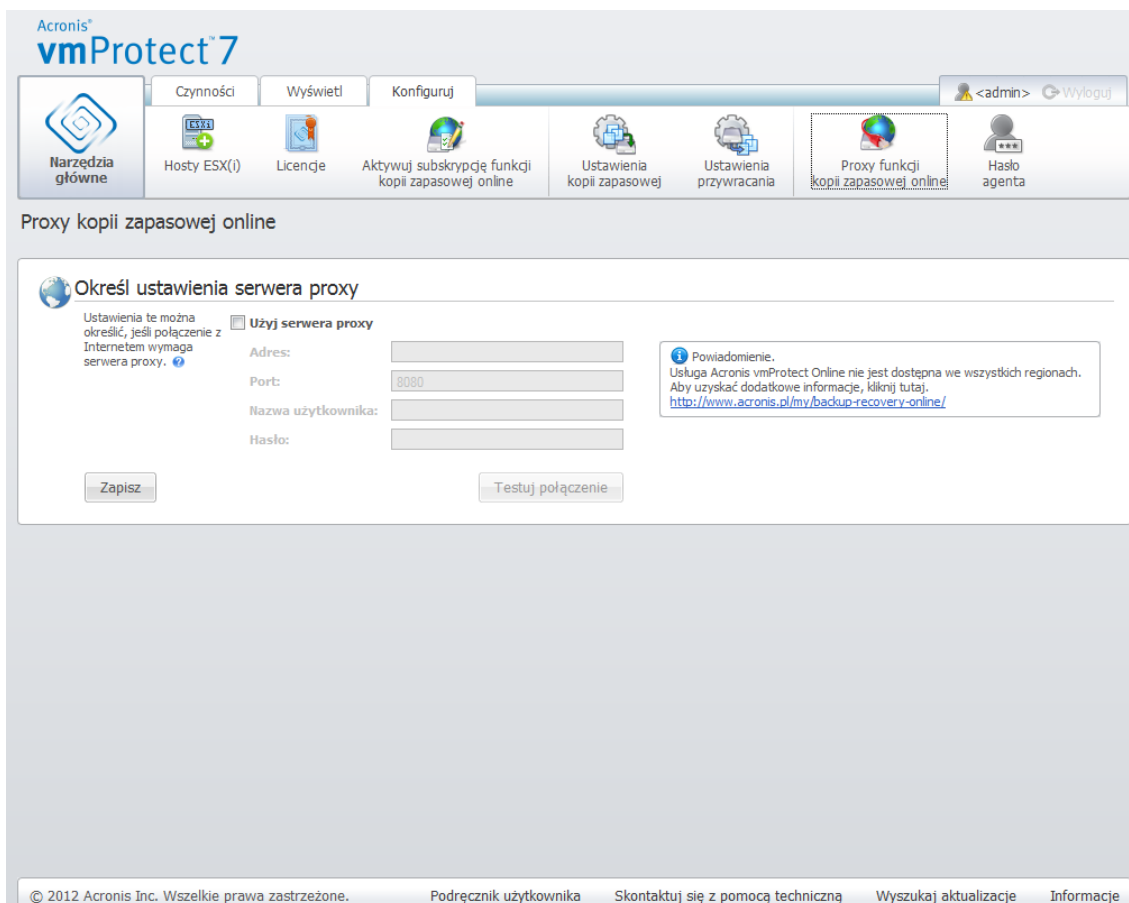 Acronis®
vmProtect™7
Czynności
Wyświetl
Konfiguruj
<admin>
Wyloguj
Narzędzia
główne
ESXi
Hosty ESX(i)
Licencje
Aktywuj subskrypcję funkcji
kopii zapasowej online
Ustawienia
kopii zapasowej
Ustawienia
przywracania
Proxy funkcji
kopii zapasowej online
***
Hasło
agenta
Proxy kopii zapasowej online
Określ ustawienia serwera proxy
Ustawienia te można
określić, jeśli połączenie z
Internetem wymaga
serwera proxy.
Użyj serwera proxy
Adres:
Port:
8080
Nazwa użytkownika:
Hasło:
Powiadomienie.
Usługa Acronis vmProtect Online nie jest dostępna we wszystkich regionach.
Aby uzyskać dodatkowe informacje, kliknij tutaj.
http://www.acronis.pl/my/backup-recovery-online/
Zapisz
Testuj połączenie
© 2012 Acronis Inc. Wszelkie prawa zastrzeżone.
Podręcznik użytkownika
Skontaktuj się z pomocą techniczną
Wyszukaj aktualizacje
Informacje